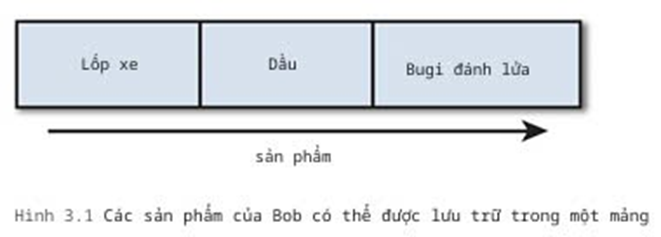 Lốp xe
Dầu
Bugi đánh lửa
sản phẩm
Hình 3.1 Các sản phẩm của Bob có thể được lưu trữ trong một mảng